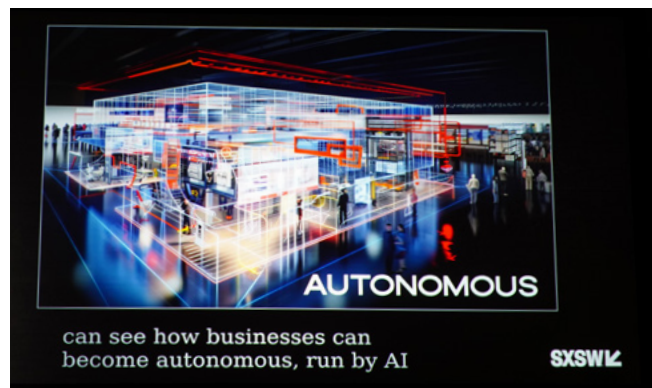 AUTONOMOUS
can see how businesses can
become autonomous, run by AI
SXSW